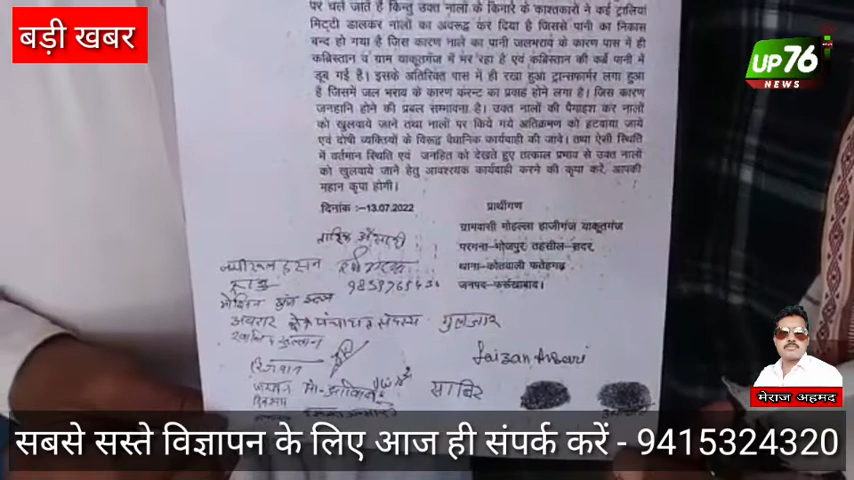 बड़ी खबर
UP76
NEWS
पर चले जाते हैं किन्तु उक्त नालों के किनारे के काश्तकारों ने कई ट्रालियां
मिट्टी डालकर नालों का अवरूद्ध कर दिया है जिससे पानी का निकास
बन्द हो गया है जिस कारण नाले का पानी जलभराव के कारण पास में ही
कब्रिस्तान व ग्राम याकूतगंज में भर रहा है एवं कब्रिस्तान की कब्रें पानी में
डूब गई है। इसके अतिरिक्त पास में ही रखा हुआ ट्रान्सफार्मर लगा हुआ
है जिसमें जल भराव के कारण करन्ट का प्रवाह होने लगा है। जिस कारण
जनहानि होने की प्रबल सम्भावना है। उक्त नालों की पैमाइश कर नालों
को खुलवाये जाने तथा नालों पर किये गये अतिक्रमण को हटवाया जाये
एवं दोषी व्यक्तियों के विरूद्ध वैधानिक कार्यवाही की जावे। तथा ऐसी स्थिति
में वर्तमान स्थिति एवं जनहित को देखते हुए तत्काल प्रभाव से उक्त नालों
को खुलवाये जाने हेतु आवश्यक कार्यवाही करने की कृपा करें, आपकी
महान कृपा होगी।
दिनांक :–13.07.2022
प्रार्थीगण
ग्रामवासी मोहल्ला हाजीगंज याकूतगंज
परगना-भोजपुर तहसील-सदर,
थाना-कोतवाली फतेहगढ़
जनपद-फर्रुखाबाद।
अबरार क्षेत्र पंचायत सदस्य
गुलजार
Faizan Ansari
साबिर
मेराज अहमद
सबसे सस्ते विज्ञापन के लिए आज ही संपर्क करें - 9415324320